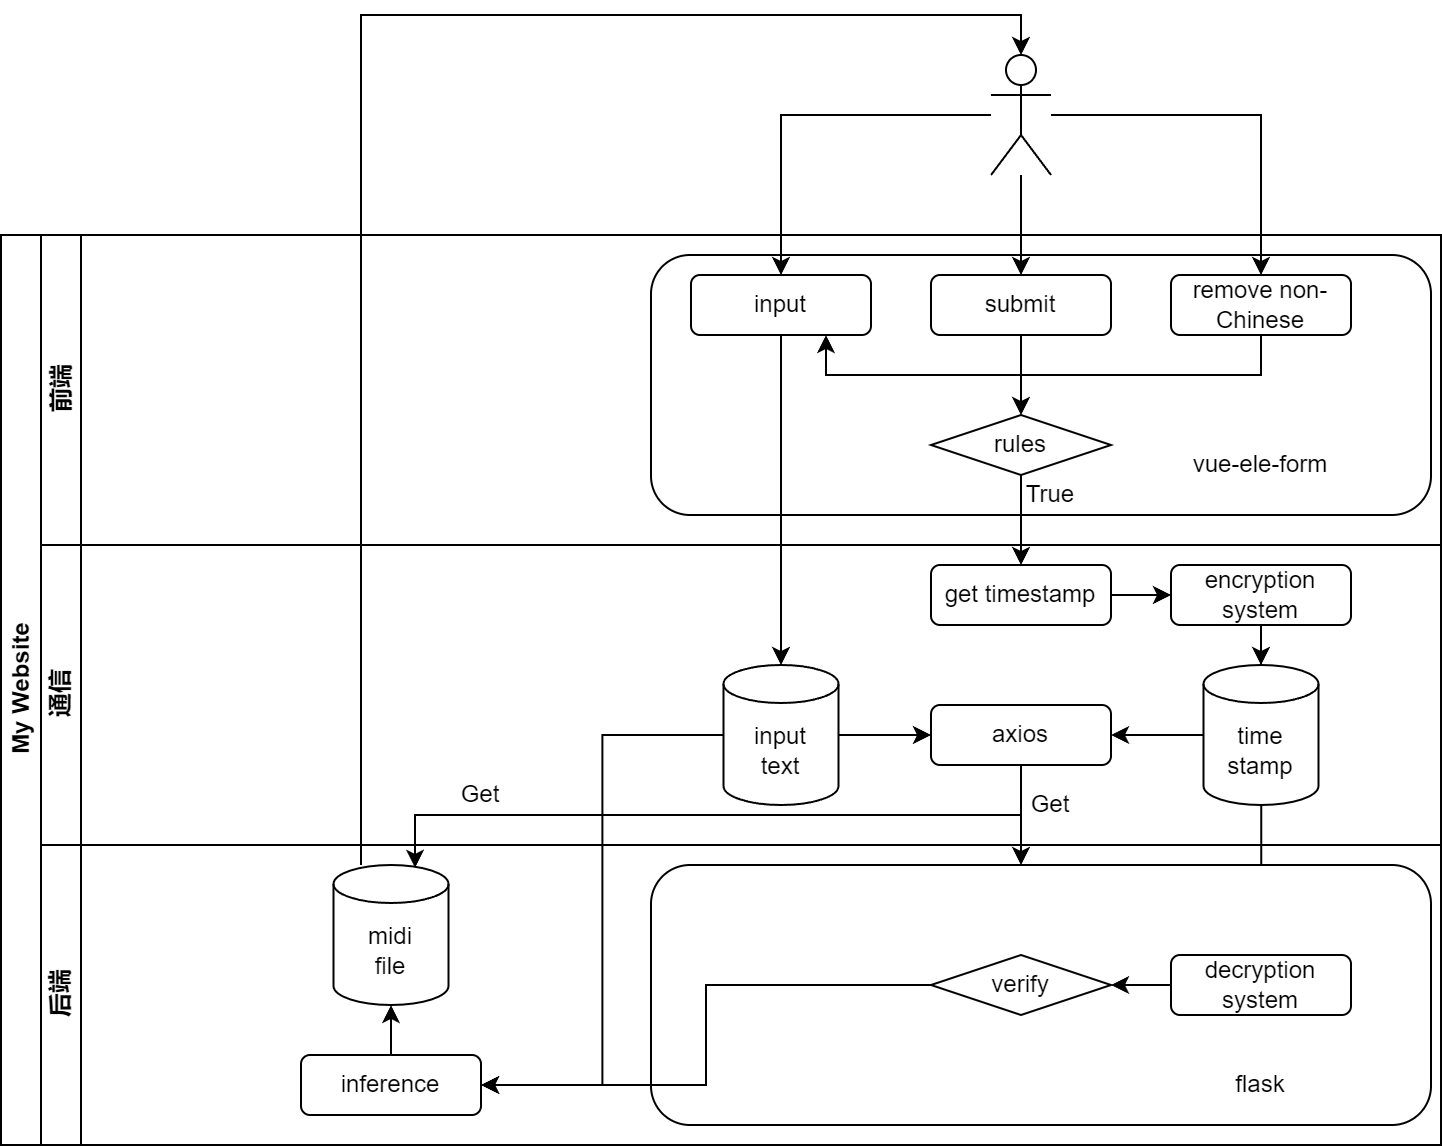 My Website
前端
input
submit
remove non-
Chinese
rules
vue-ele-form
True
通信
get timestamp
encryption
system
input
text
axios
time
stamp
Get
Get
后端
midi
file
verify
decryption
system
inference
flask